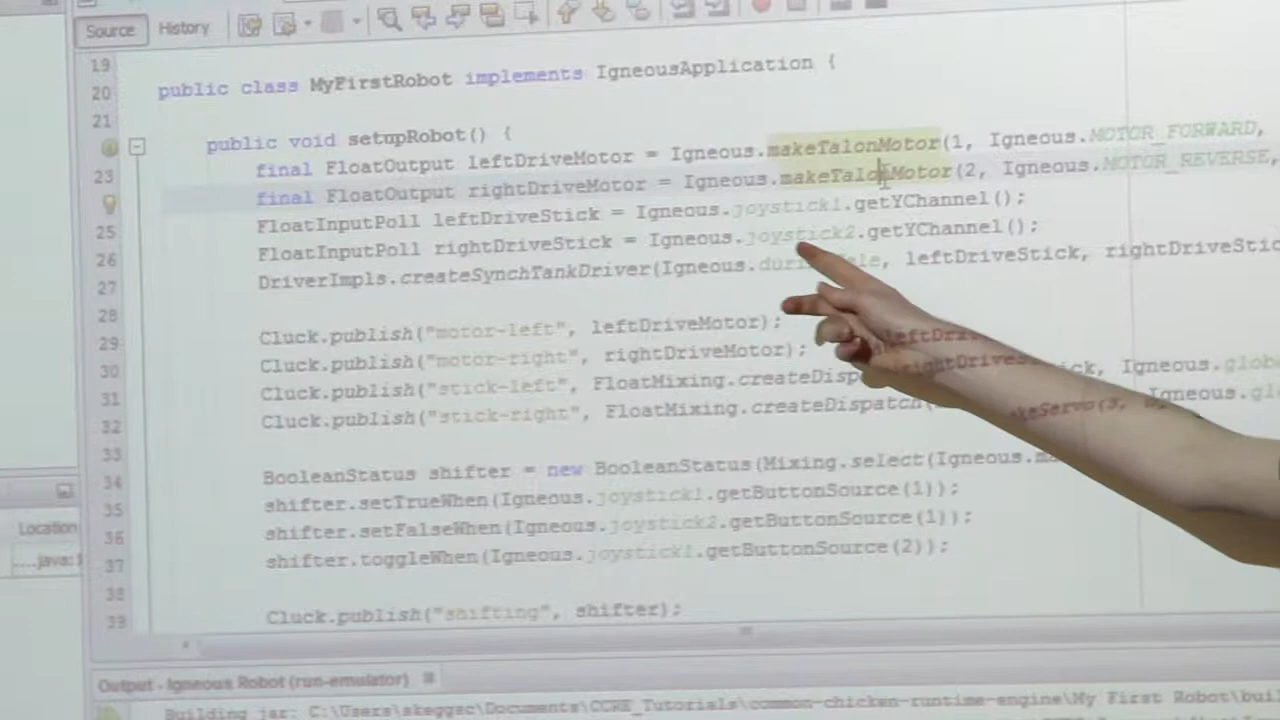 Source History
19
20 public class MyFirstRobot implements IgneousApplication {
21
public void setupRobot() {
23 final FloatOutput leftDriveMotor = Igneous.makeTalonMotor(1, Igneous.MOTOR_FORWARD,
final FloatOutput rightDriveMotor = Igneous.makeTalonMotor(2, Igneous.MOTOR_REVERSE,
25 FloatInputPoll leftDriveStick = Igneous.joystick1.getYChannel();
26 FloatInputPoll rightDriveStick = Igneous.joystick2.getYChannel();
27 DriverImpls.createSynchTankDriver(Igneous. leftDriveStick,
28
29 Cluck.publish("motor-left", leftDriveMotor);
30 Cluck.publish("motor-right", rightDriveMotor);
31 Cluck.publish("stick-left", Igneous.
32 Cluck.publish("stick-right", FloatMixing.createDispatch( Igneous.
33
34 BooleanStatus shifter = new BooleanStatus(Mixing.select(Igneous.
35 shifter.setTrueWhen(Igneous.joystick1.getButtonSource(1));
36 shifter.setFalseWhen(Igneous.joystick2.getButtonSource(1));
37 shifter.toggleWhen(Igneous.joystick1.getButtonSource(2));
38
39 Cluck.publish("shifting", shifter);
Location
Output - Igneous Robot (run-emulator)
Building jar: C:\Users\skeggsc\Documents\CCRE_Tutorials\common-chicken-runtime-engine\My First Robot\buil